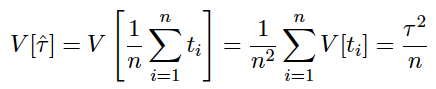 V[τ̂] = V [ 1/n ∑_{i=1}^{n} t_i ] = 1/n² ∑_{i=1}^{n} V[t_i] = τ²/n